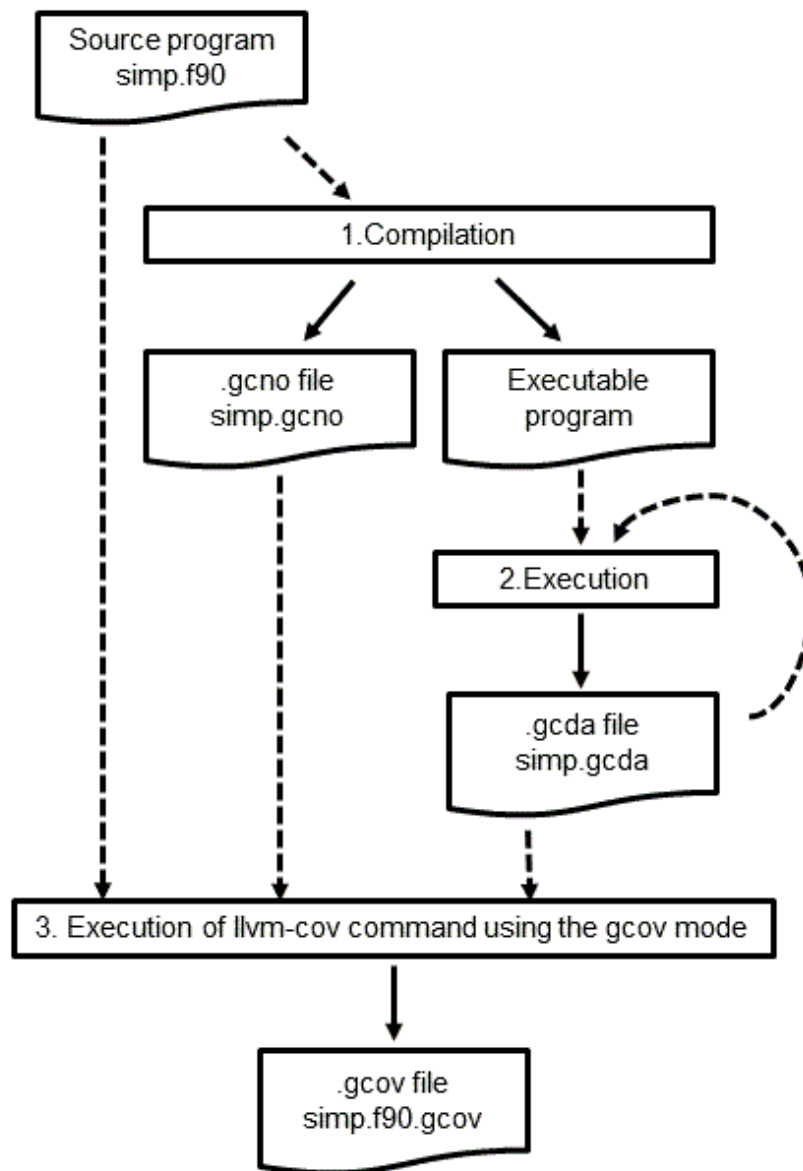 Source program
simp.f90
1.Compilation
.gcno file
simp.gcno
Executable
program
2.Execution
.gcda file
simp.gcda
3. Execution of llvm-cov command using the gcov mode
.gcov file
simp.f90.gcov